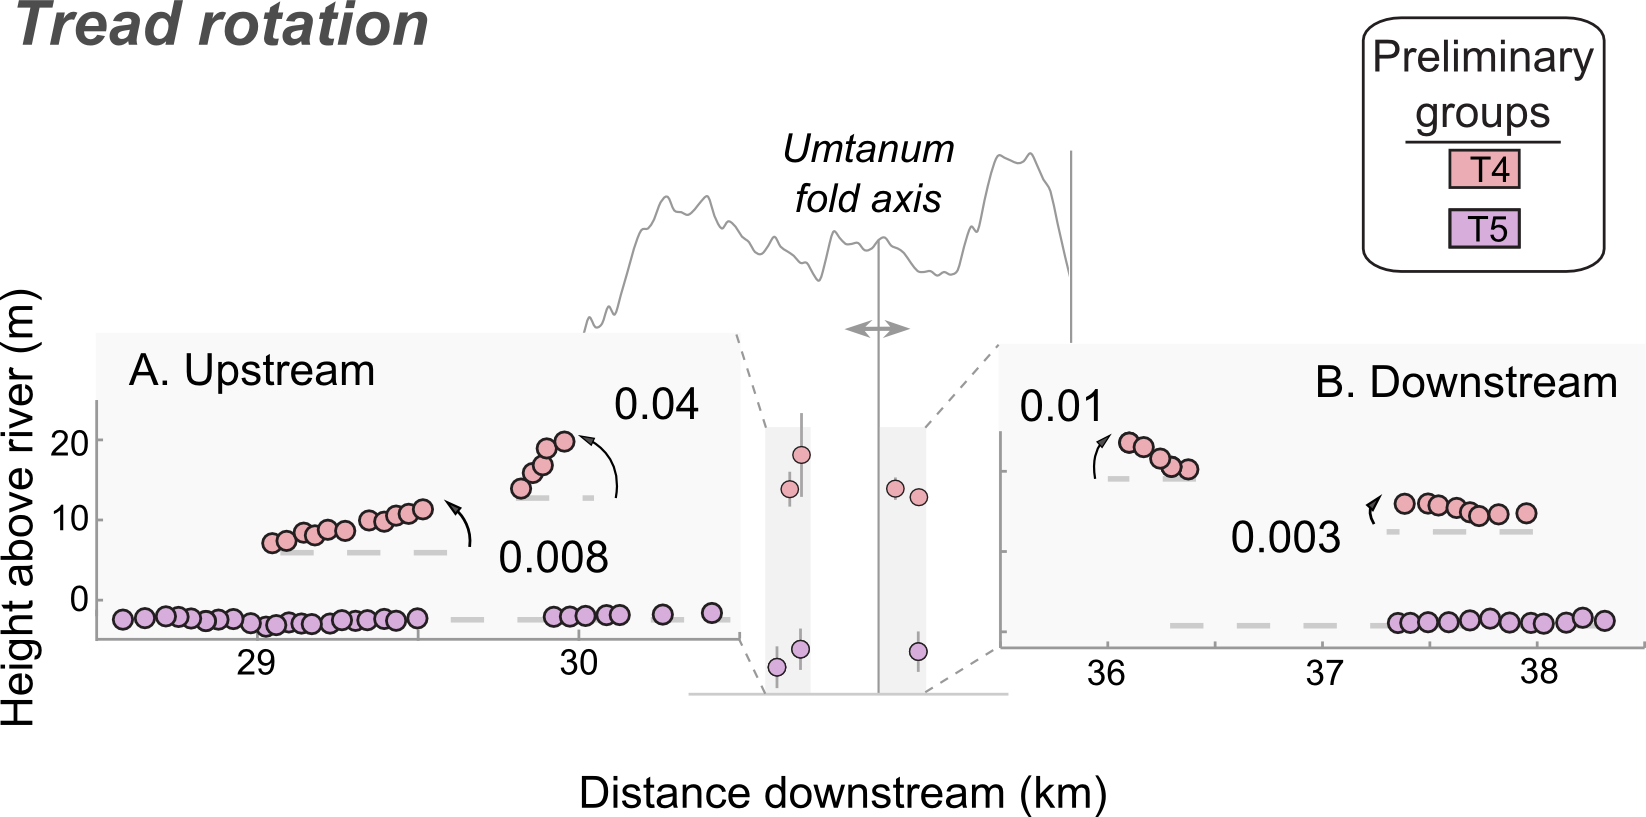 Tread rotation
Preliminary
groups
T4
T5
Umtanum
fold axis
A. Upstream
0.04
0.008
20
10
0
29
30
Height above river (m)
B. Downstream
0.01
0.003
36
37
38
Distance downstream (km)